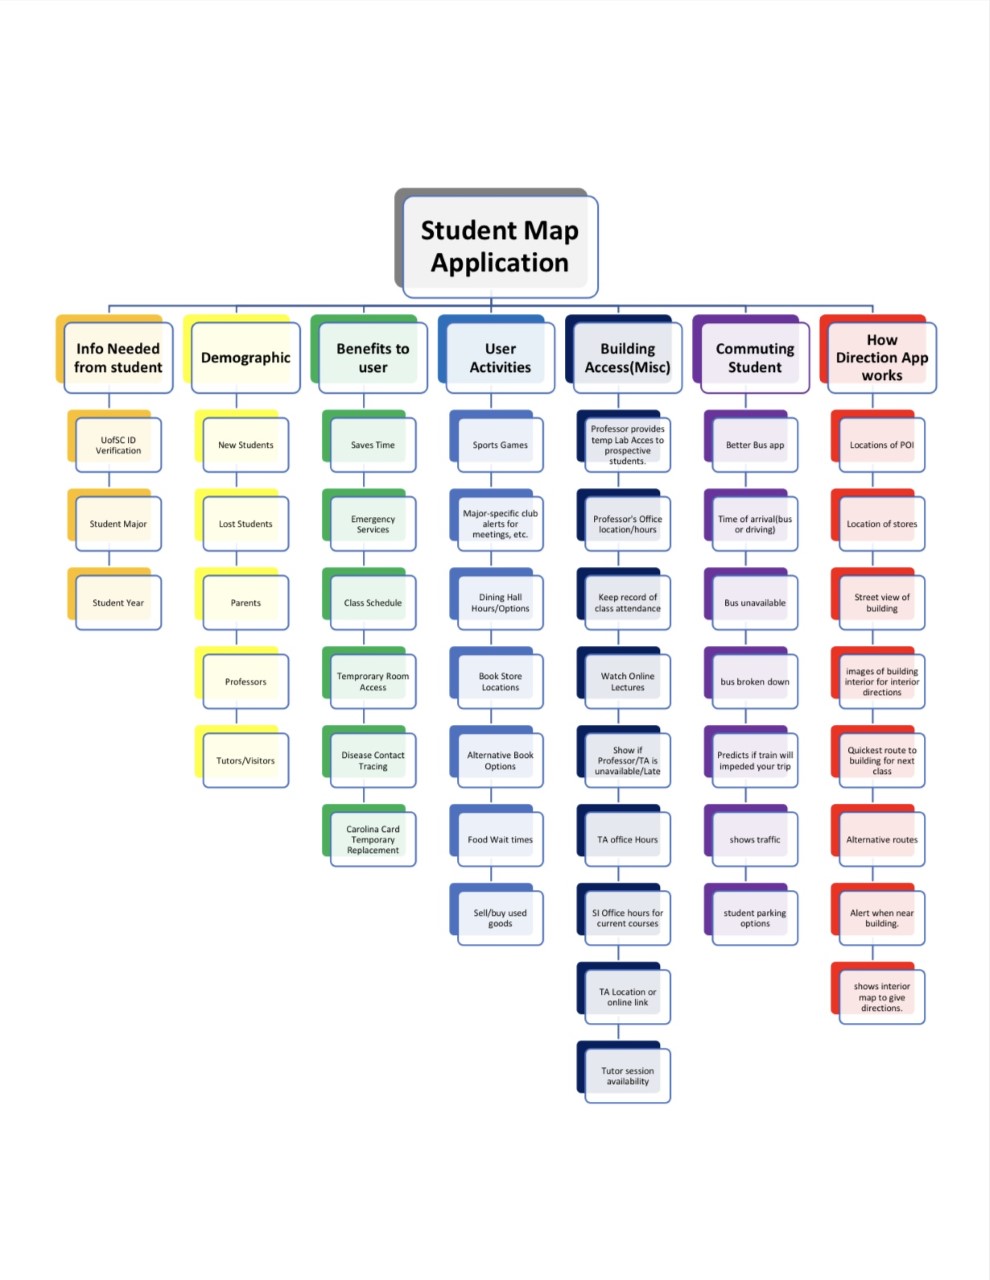 Student Map
Application
Info Needed
from student
UofSC ID
Verification
Student Major
Student Year
Demographic
New Students
Lost Students
Parents
Professors
Tutors/Visitors
Benefits to
user
Saves Time
Emergency
Services
Class Schedule
Temprorary Room
Access
Disease Contact
Tracing
Carolina Card
Temporary
Replacement
User
Activities
Sports Games
Major-specific club
alerts for
meetings, etc.
Dining Hall
Hours/Options
Book Store
Locations
Alternative Book
Options
Food Wait times
Sell/buy used
goods
Building
Access(Misc)
Professor provides
temp Lab Acces to
prospective
students.
Professor's Office
location/hours
Keep record of
class attendance
Watch Online
Lectures
Show if
Professor/TA is
unavailable/Late
TA office Hours
SI Office hours for
current courses
TA Location or
online link
Tutor session
availability
Commuting
Student
Better Bus app
Time of arrival(bus
or driving)
Bus unavailable
bus broken down
Predicts if train will
impeded your trip
shows traffic
student parking
options
How
Direction App
works
Locations of POI
Location of stores
Street view of
building
images of building
interior for interior
directions
Quickest route to
building for next
class
Alternative routes
Alert when near
building.
shows interior
map to give
directions.